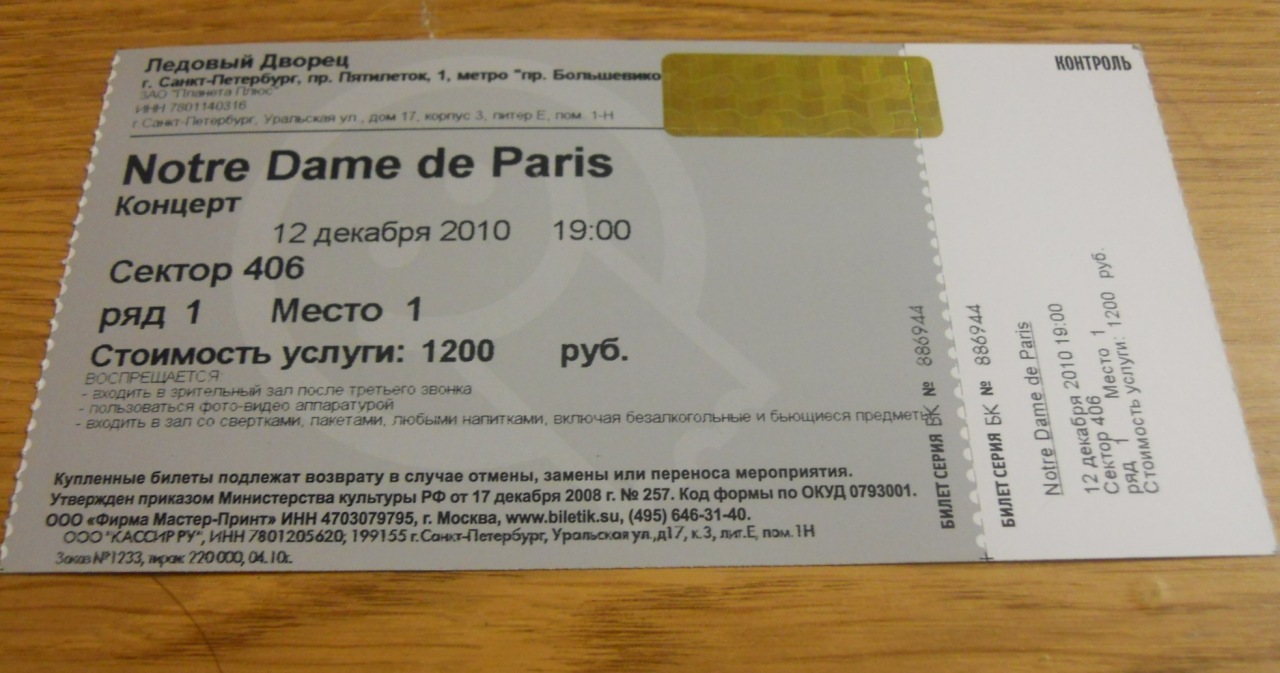 Ледовый Дворец
г. Санкт-Петербург, пр. Пятилеток, 1, метро "пр. Большевико
ЗАО "Планета Плюс"
ИНН 7801140316
г.Санкт-Петербург, Уральская ул., дом 17, корпус 3, литер Е, пом. 1-Н
Notre Dame de Paris
Концерт
12 декабря 2010 19:00
Сектор 406
ряд 1 Место 1
Стоимость услуги: 1200 руб.
ВОСПРЕЩАЕТСЯ:
- входить в зрительный зал после третьего звонка
- пользоваться фото-видео аппаратурой
- входить в зал со свертками, пакетами, любыми напитками, включая безалкогольные и бьющиеся предметы
Купленные билеты подлежат возврату в случае отмены, замены или переноса мероприятия.
Утвержден приказом Министерства культуры РФ от 17 декабря 2008 г. № 257. Код формы по ОКУД 0793001.
ООО «Фирма Мастер-Принт» ИНН 4703079795, г. Москва, www.biletik.su, (495) 646-31-40.
ООО "КАССИР РУ", ИНН 7801205620; 199155 г.Санкт-Петербург, Уральская ул.,д17, к.3, лит.Е, пом.1Н
Заказ №1233, тираж 220 000, 04.10г.
БИЛЕТ СЕРИЯ БК № 886944
БИЛЕТ СЕРИЯ БК № 886944
КОНТРОЛЬ
Notre Dame de Paris
12 декабря 2010 19:00
Сектор 406
ряд 1 Место 1
Стоимость услуги: 1200 руб.